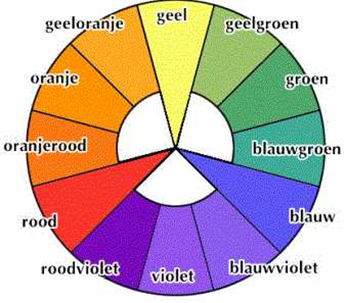 geel
geeloranje
geelgroen
oranje
groen
oranjerood
blauwgroen
rood
blauw
roodviolet
violet
blauwviolet